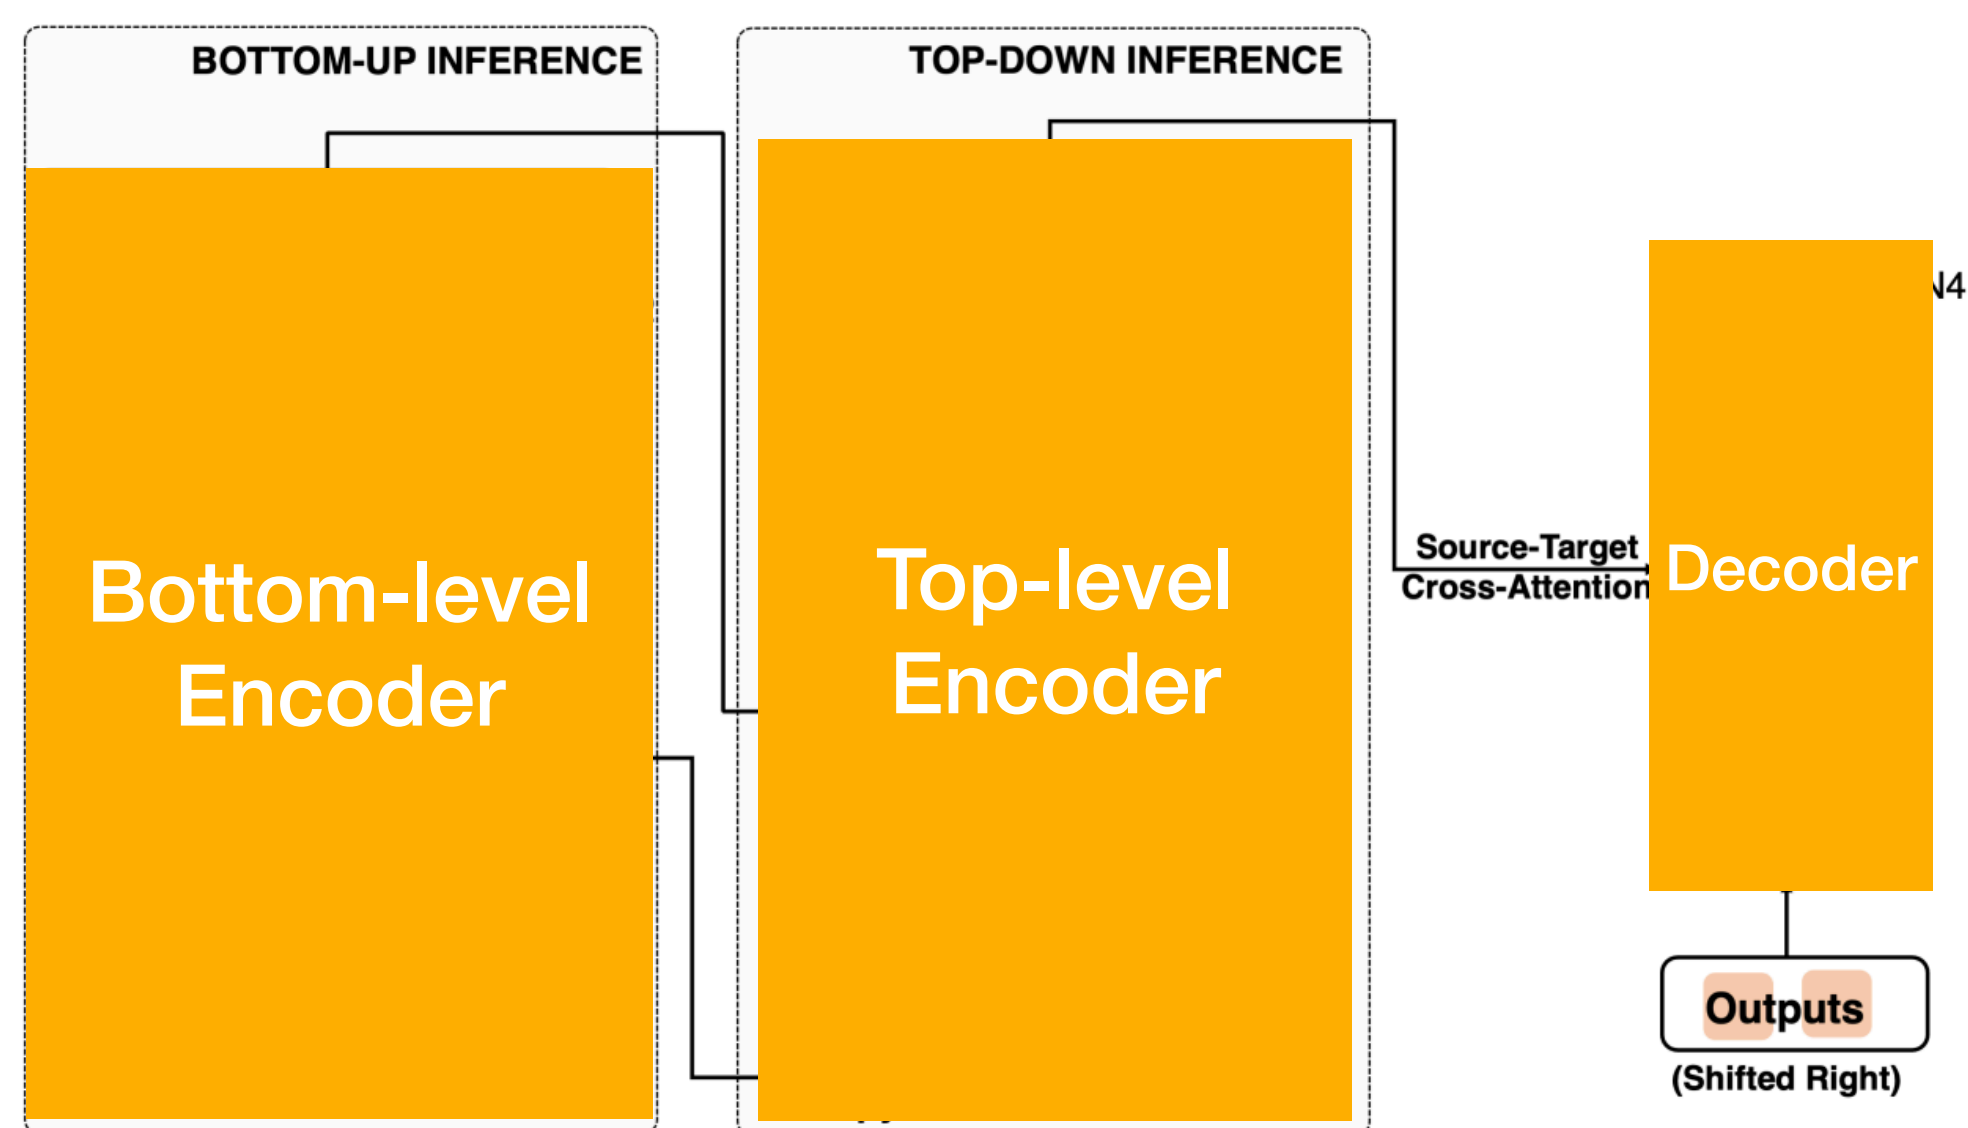 BOTTOM-UP INFERENCE
Bottom-level
Encoder
TOP-DOWN INFERENCE
Top-level
Encoder
Source-Target
Cross-Attention
Decoder
Outputs
(Shifted Right)